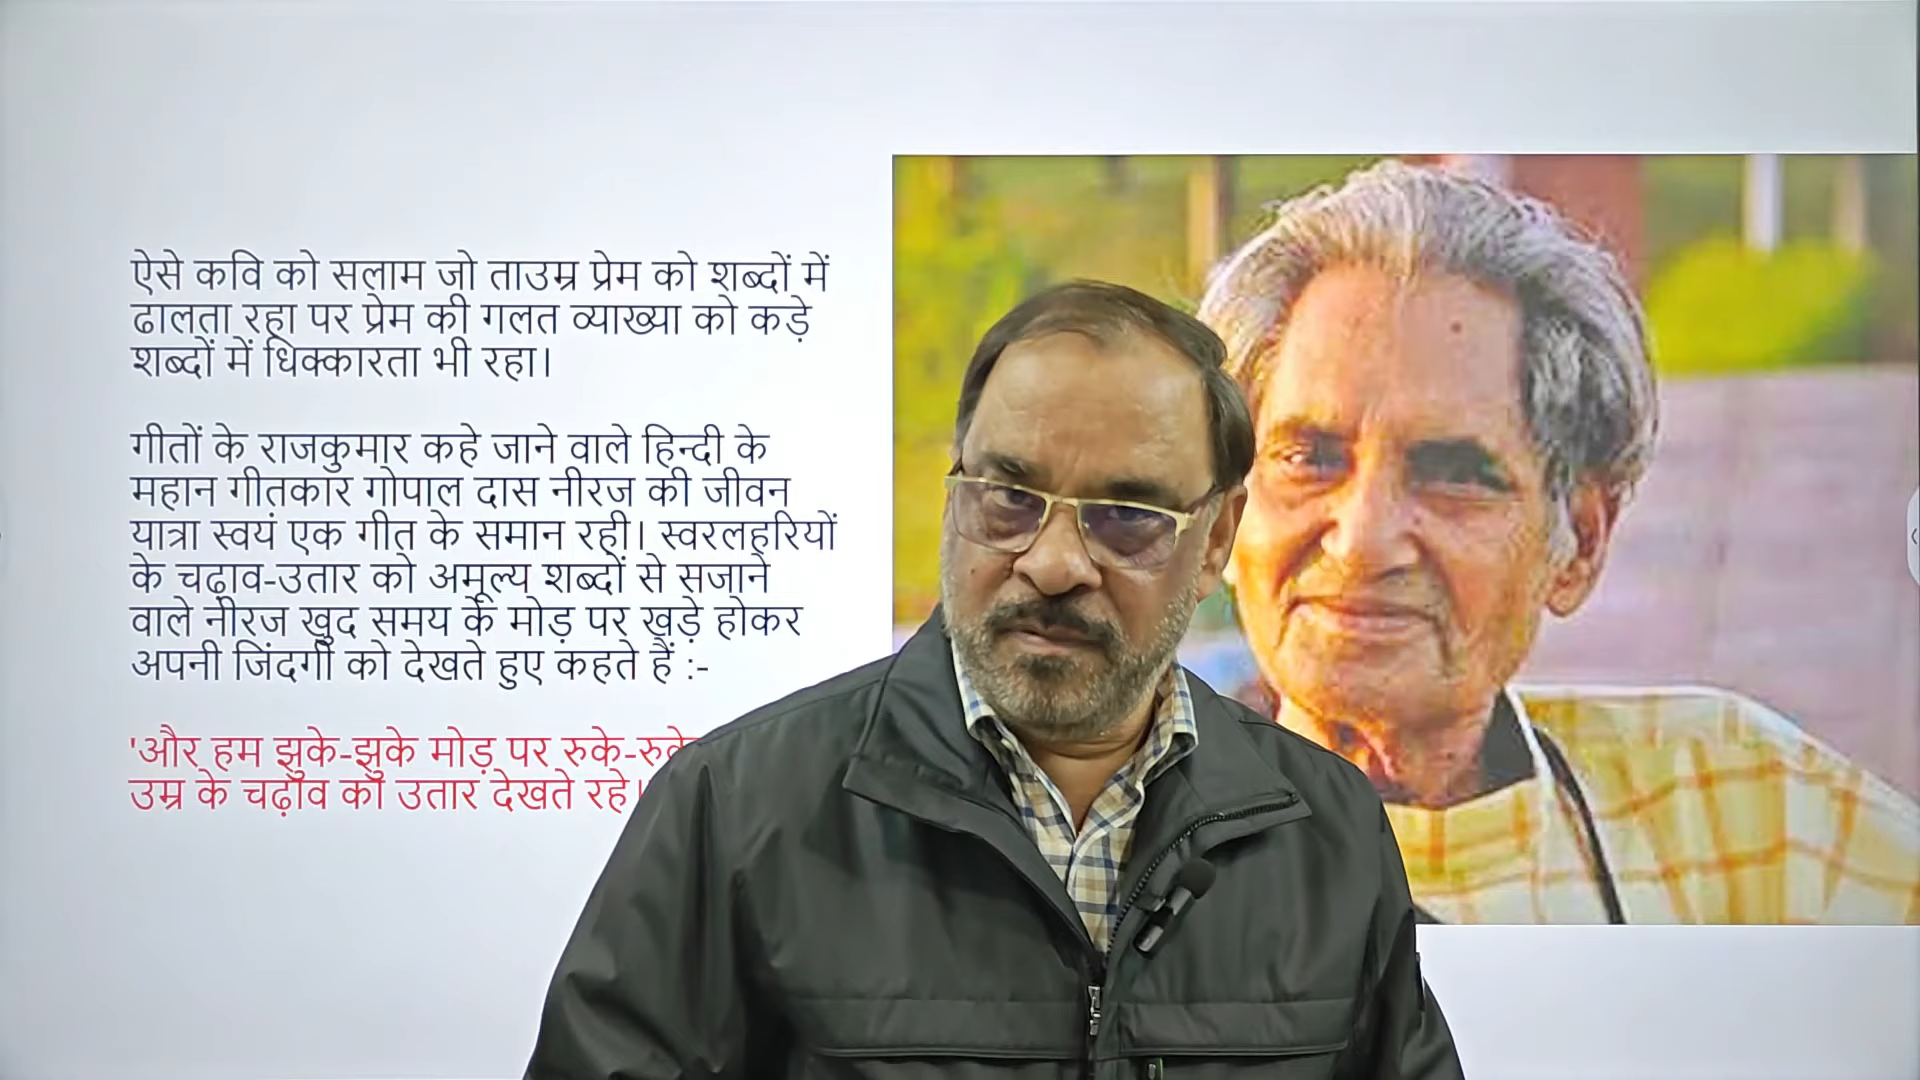 ऐसे कवि को सलाम जो ताउम्र प्रेम को शब्दों में
ढालता रहा पर प्रेम की गलत व्याख्या को कड़े
शब्दों में धिक्कारता भी रहा।
गीतों के राजकुमार कहे जाने वाले हिन्दी के
महान गीतकार गोपाल दास नीरज की जीवन
यात्रा स्वयं एक गीत के समान रही। स्वरलहरियों
के चढ़ाव-उतार को अमूल्य शब्दों से सजाने
वाले नीरज खुद समय के मोड़ पर खड़े होकर
अपनी जिंदगी को देखते हुए कहते हैं :-
'और हम झुके-झुके मोड़ पर रुके-रुके
उम्र के चढ़ाव का उतार देखते रहे।